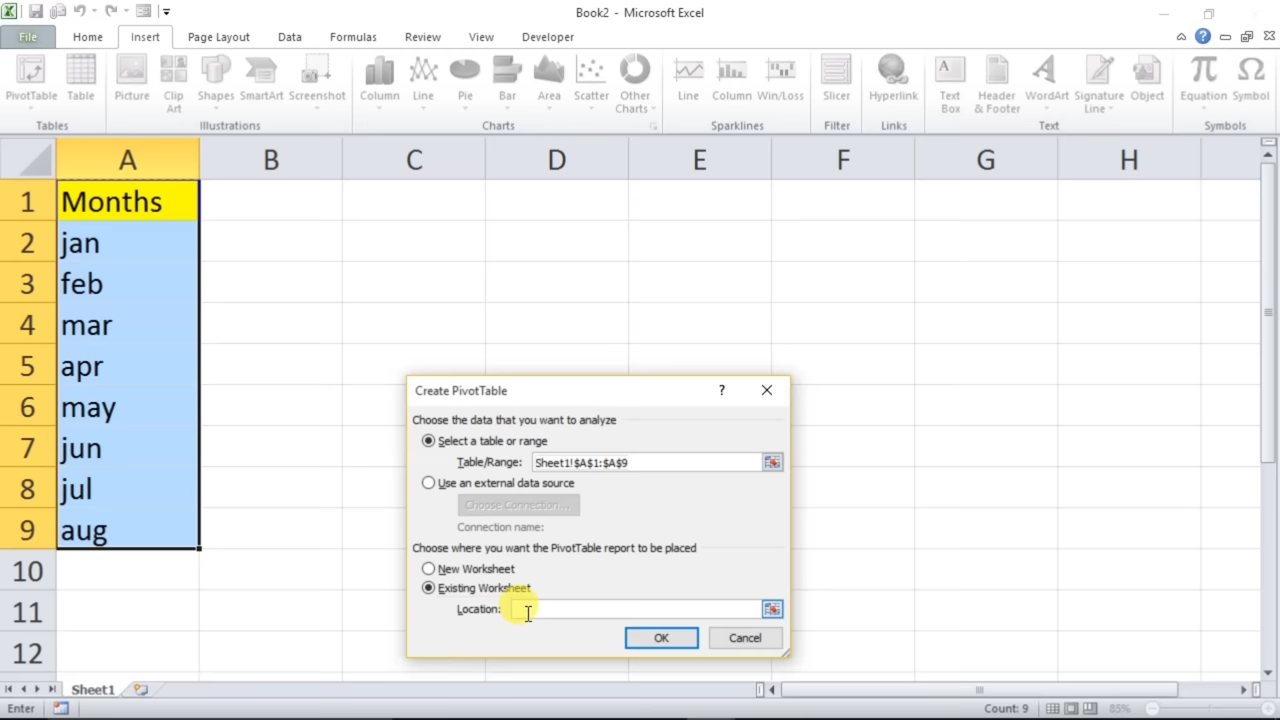 Book2 - Microsoft Excel
File Home Insert Page Layout Data Formulas Review View Developer
PivotTable Table Picture Clip Art Shapes SmartArt Screenshot Column Line Pie Bar Area Scatter Other Charts Line Column Win/Loss Slicer Hyperlink Text Box Header & Footer WordArt Signature Line Object Equation Symbol
Tables Illustrations Charts Sparklines Filter Links Text Symbols
A B C D E F G H
1 Months
2 jan
3 feb
4 mar
5 apr
6 may
7 jun
8 jul
9 aug
10
11
12
Create PivotTable ?
Choose the data that you want to analyze
Select a table or range
Table/Range: Sheet1!$A$1:$A$9
Use an external data source
Choose Connection...
Connection name:
Choose where you want the PivotTable report to be placed
New Worksheet
Existing Worksheet
Location:
OK Cancel
Sheet1
Enter Count: 9 85%